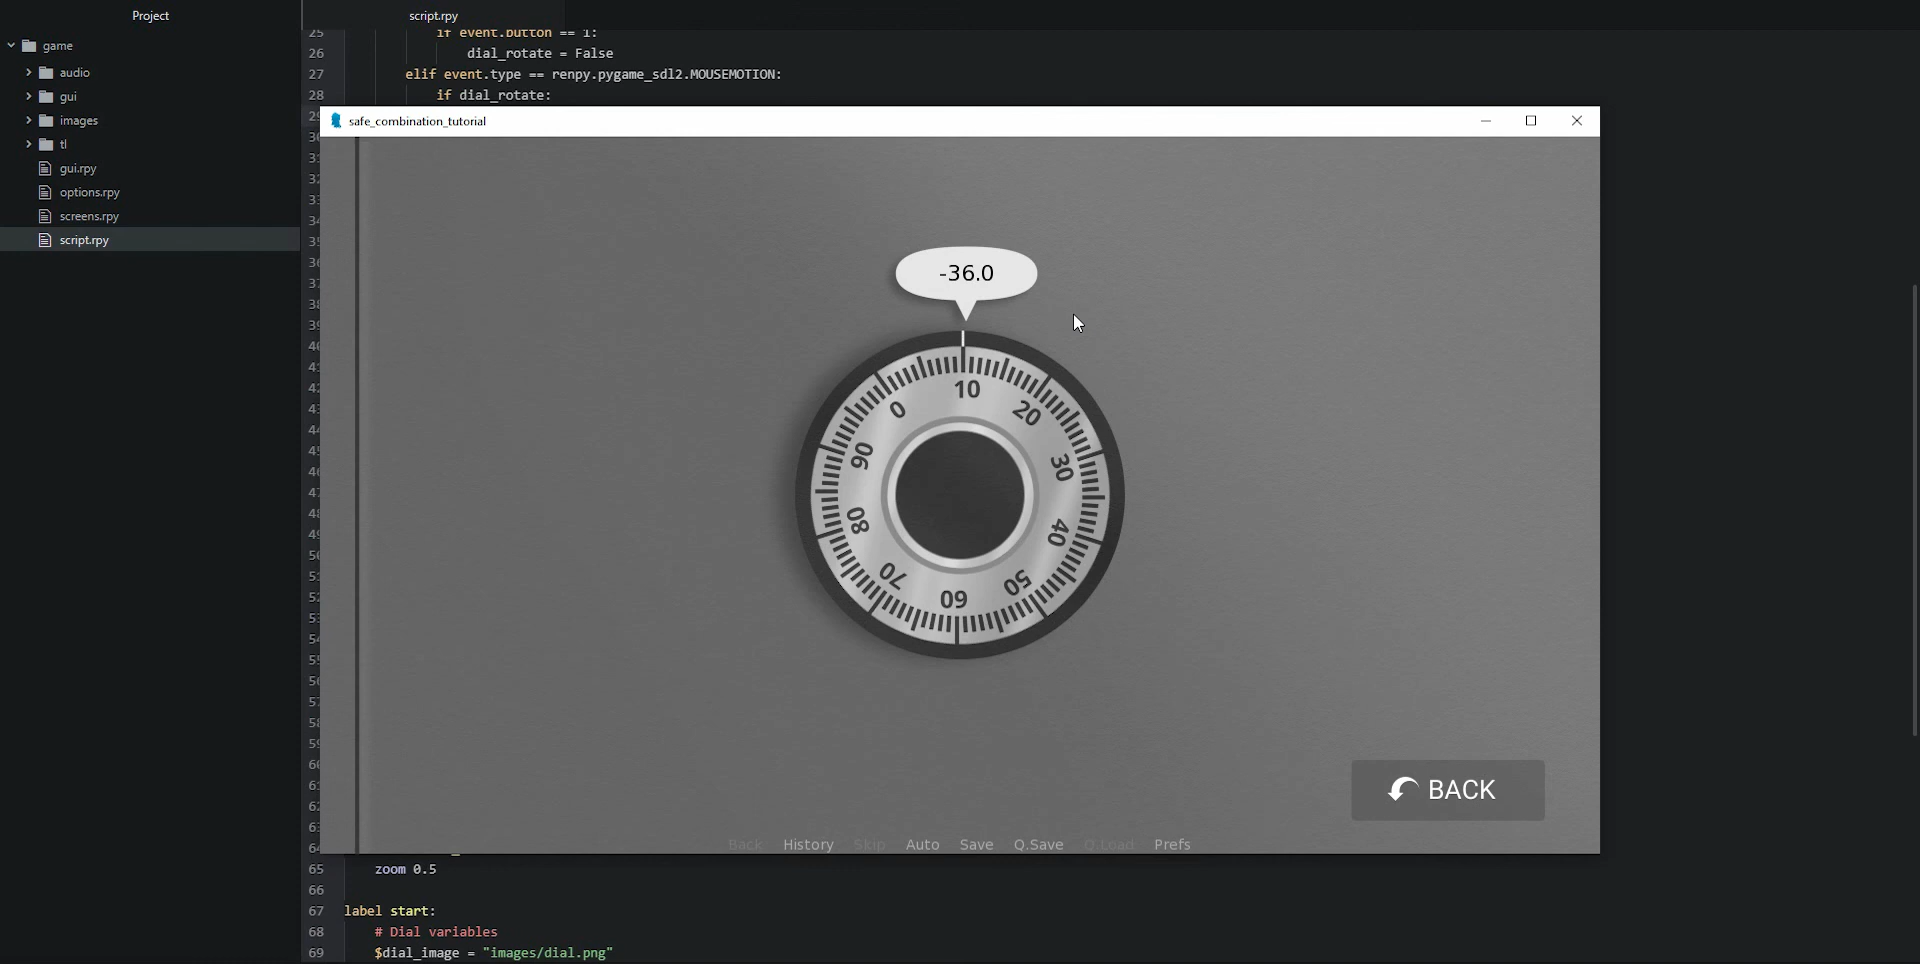 Project
script.rpy
game
audio
gui
images
tl
gui.rpy
options.rpy
screens.rpy
script.rpy
25 if event.button == 1:
26 dial_rotate = False
27 elif event.type == renpy.pygame_sdl2.MOUSEMOTION:
28 if dial_rotate:
safe_combination_tutorial
-36.0
0 10 20 30 40 50 60 70 80 90
BACK
Back History Skip Auto Save Q.Save Q.Load Prefs
65 zoom 0.5
66
67 label start:
68 # Dial variables
69 $dial_image = "images/dial.png"